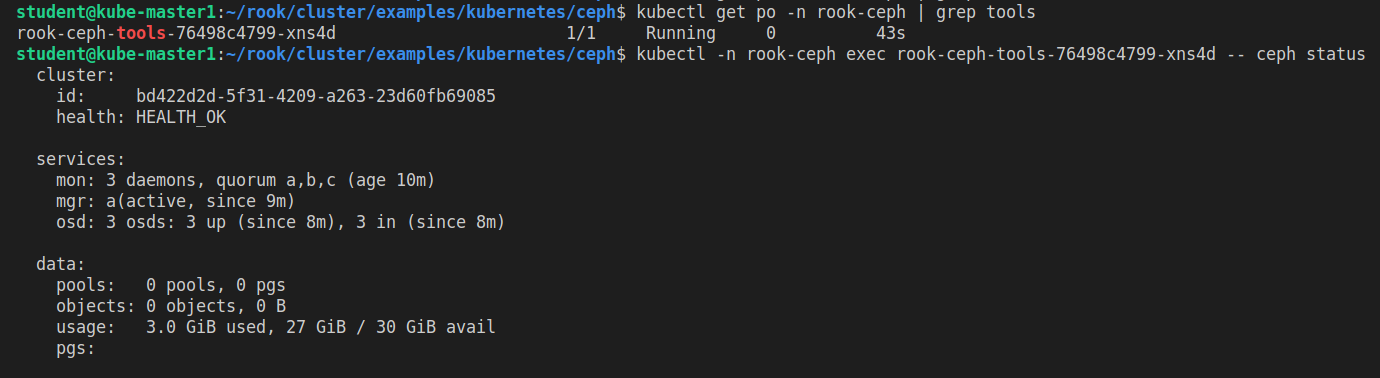 student@kube-master1:~/rook/cluster/examples/kubernetes/ceph$ kubectl get po -n rook-ceph | grep tools
rook-ceph-tools-76498c4799-xns4d                       1/1     Running     0          43s
student@kube-master1:~/rook/cluster/examples/kubernetes/ceph$ kubectl -n rook-ceph exec rook-ceph-tools-76498c4799-xns4d -- ceph status
  cluster:
    id:     bd422d2d-5f31-4209-a263-23d60fb69085
    health: HEALTH_OK

  services:
    mon: 3 daemons, quorum a,b,c (age 10m)
    mgr: a(active, since 9m)
    osd: 3 osds: 3 up (since 8m), 3 in (since 8m)

  data:
    pools:   0 pools, 0 pgs
    objects: 0 objects, 0 B
    usage:   3.0 GiB used, 27 GiB / 30 GiB avail
    pgs: